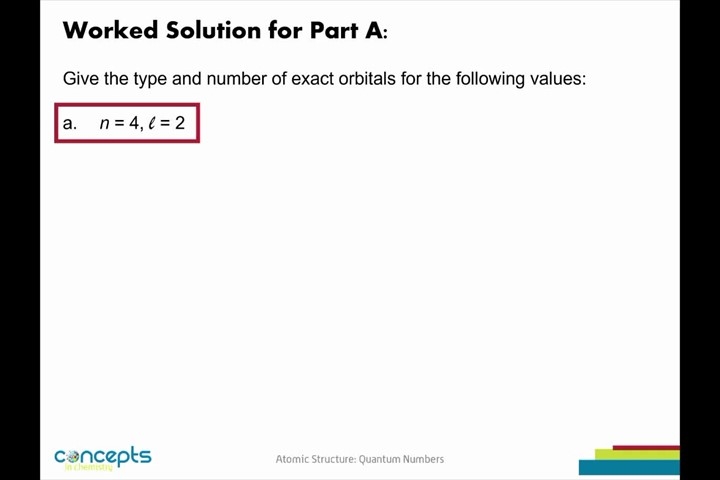 Worked Solution for Part A:
Give the type and number of exact orbitals for the following values:
a. n = 4, ℓ = 2
concepts
in chemistry
Atomic Structure: Quantum Numbers